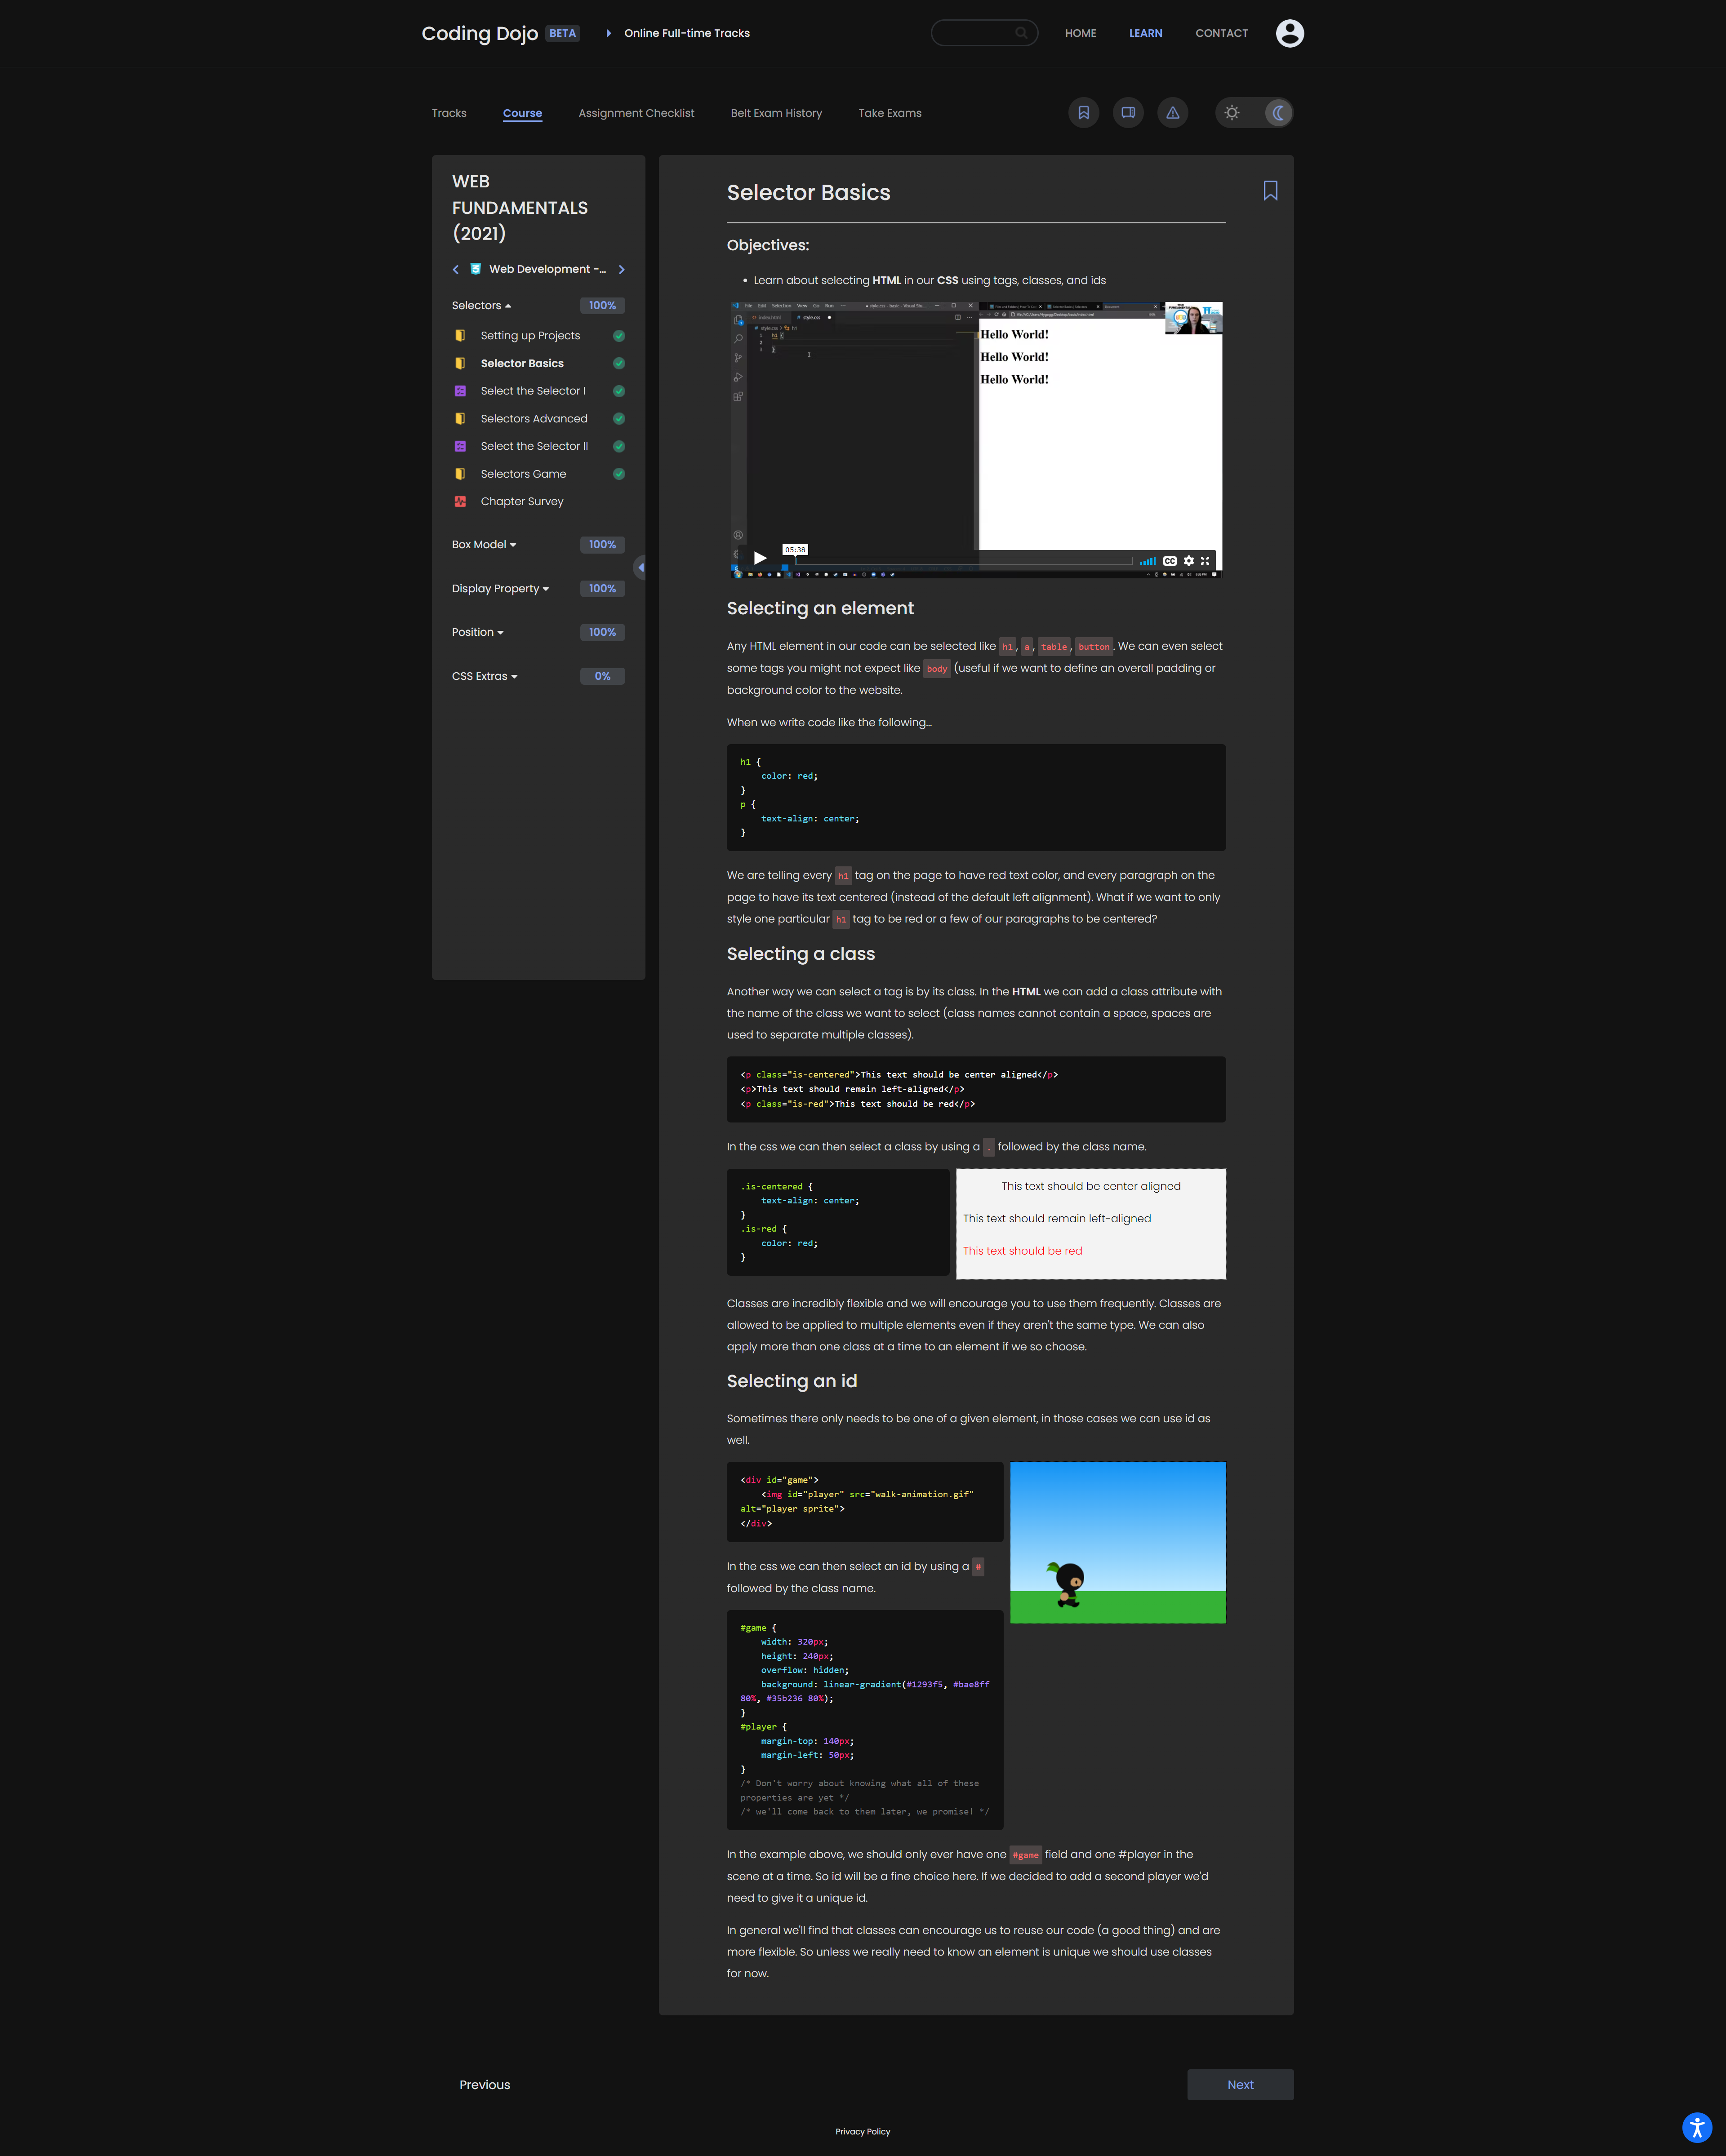 Coding Dojo BETA
Online Full-time Tracks
HOME
LEARN
CONTACT
Tracks
Course
Assignment Checklist
Belt Exam History
Take Exams
WEB
FUNDAMENTALS
(2021)
Web Development -...
Selectors 100%
Setting up Projects
Selector Basics
Select the Selector I
Selectors Advanced
Select the Selector II
Selectors Game
Chapter Survey
Box Model 100%
Display Property 100%
Position 100%
CSS Extras 0%
Selector Basics
Objectives:
• Learn about selecting HTML in our CSS using tags, classes, and ids
File Edit Selection View Go Run
index.html
style.css
style.css > h1
1 h1 {
2
3 }
Hello World!
Hello World!
Hello World!
05:38
CC
Selecting an element
Any HTML element in our code can be selected like h1, a, table, button. We can even select
some tags you might not expect like body (useful if we want to define an overall padding or
background color to the website.
When we write code like the following...
h1 {
color: red;
}
p {
text-align: center;
}
We are telling every h1 tag on the page to have red text color, and every paragraph on the
page to have its text centered (instead of the default left alignment). What if we want to only
style one particular h1 tag to be red or a few of our paragraphs to be centered?
Selecting a class
Another way we can select a tag is by its class. In the HTML we can add a class attribute with
the name of the class we want to select (class names cannot contain a space, spaces are
used to separate multiple classes).
<p class="is-centered">This text should be center aligned</p>
<p>This text should remain left-aligned</p>
<p class="is-red">This text should be red</p>
In the css we can then select a class by using a . followed by the class name.
.is-centered {
text-align: center;
}
.is-red {
color: red;
}
This text should be center aligned
This text should remain left-aligned
This text should be red
Classes are incredibly flexible and we will encourage you to use them frequently. Classes are
allowed to be applied to multiple elements even if they aren't the same type. We can also
apply more than one class at a time to an element if we so choose.
Selecting an id
Sometimes there only needs to be one of a given element, in those cases we can use id as
well.
<div id="game">
<img id="player" src="walk-animation.gif"
alt="player sprite">
</div>
In the css we can then select an id by using a #
followed by the class name.
#game {
width: 320px;
height: 240px;
overflow: hidden;
background: linear-gradient(#1293f5, #bae8ff
80%, #35b236 80%);
}
#player {
margin-top: 140px;
margin-left: 50px;
}
/* Don't worry about knowing what all of these
properties are yet */
/* we'll come back to them later, we promise! */
In the example above, we should only ever have one #game field and one #player in the
scene at a time. So id will be a fine choice here. If we decided to add a second player we'd
need to give it a unique id.
In general we'll find that classes can encourage us to reuse our code (a good thing) and are
more flexible. So unless we really need to know an element is unique we should use classes
for now.
Previous
Next
Privacy Policy